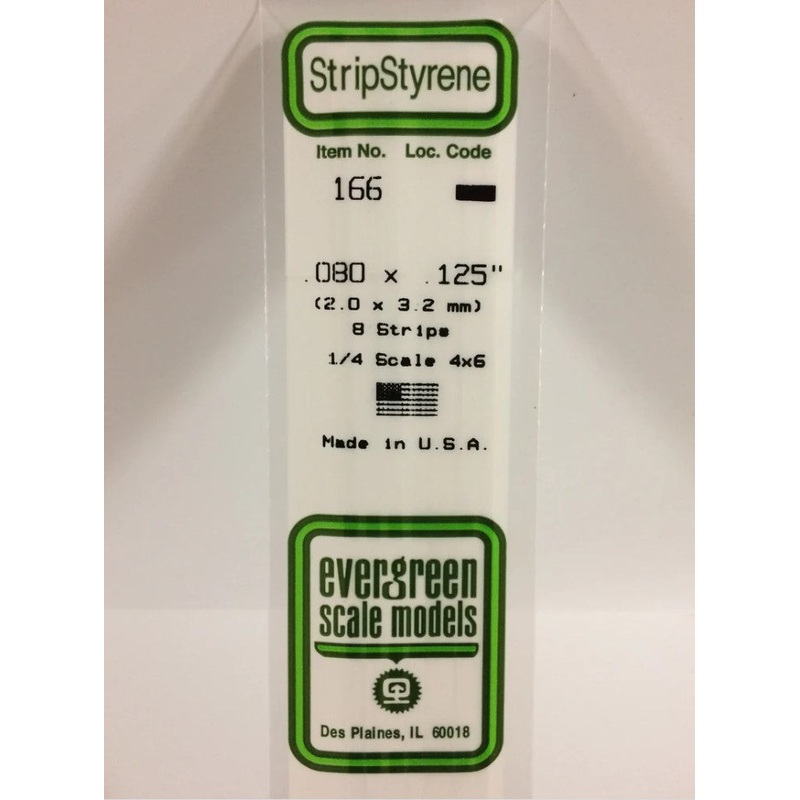 StripStyrene
Item No. Loc. Code
166
.080 x .125"
(2.0 x 3.2 mm)
8 Strips
1/4 Scale 4x6
Made in U.S.A.
evergreen
scale models
Des Plaines, IL 60018